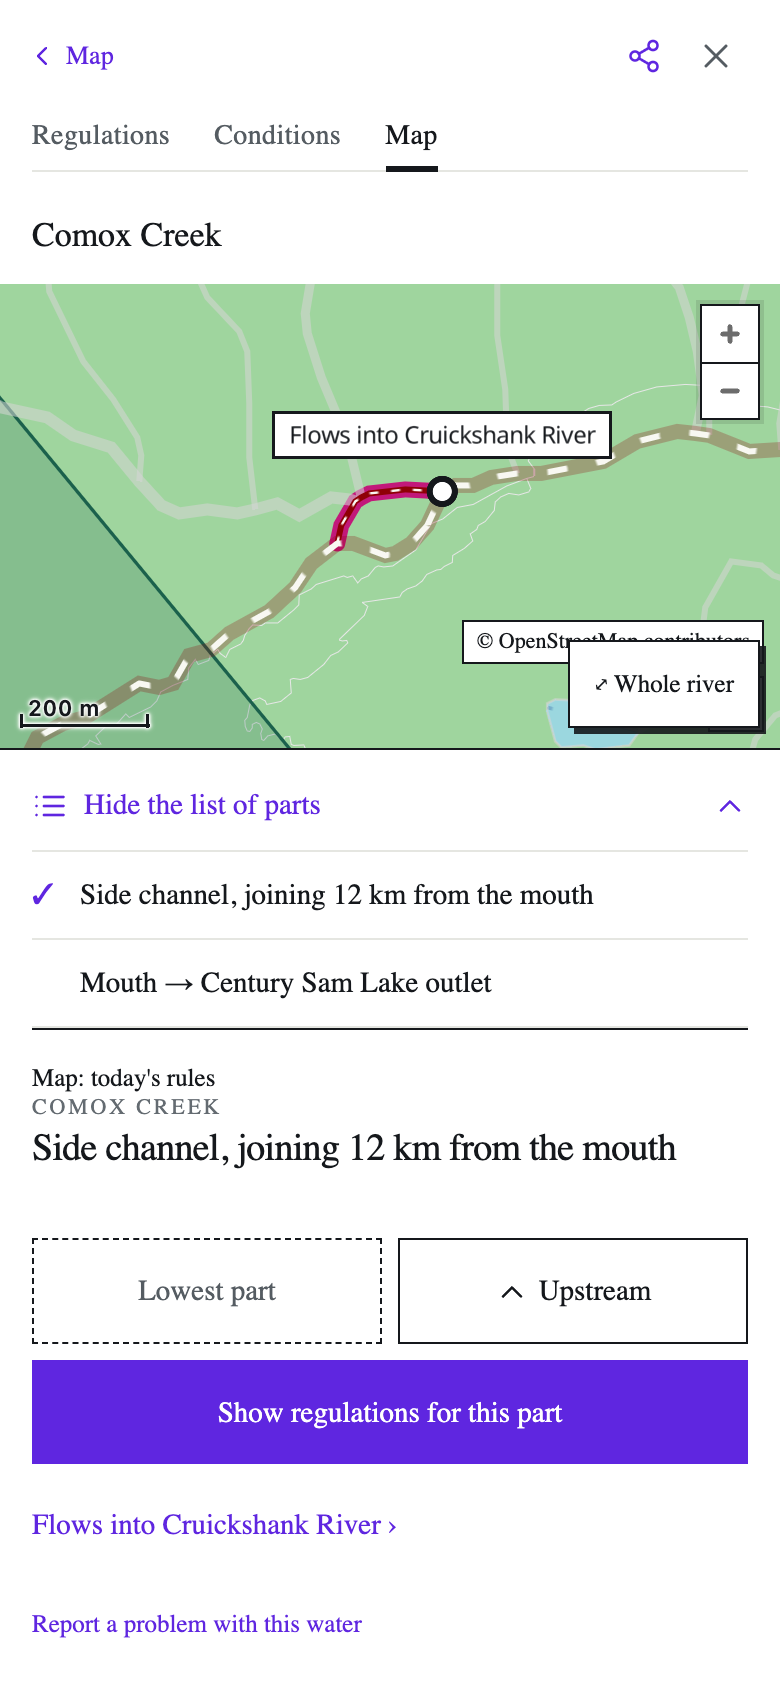 Map
Regulations Conditions Map
Comox Creek
+
Flows into Cruickshank River
−
© OpenStreetMap contributors
⤢ Whole river
200 m
Hide the list of parts
✓ Side channel, joining 12 km from the mouth
Mouth → Century Sam Lake outlet
Map: today's rules
COMOX CREEK
Side channel, joining 12 km from the mouth
Lowest part
Upstream
Show regulations for this part
Flows into Cruickshank River ›
Report a problem with this water